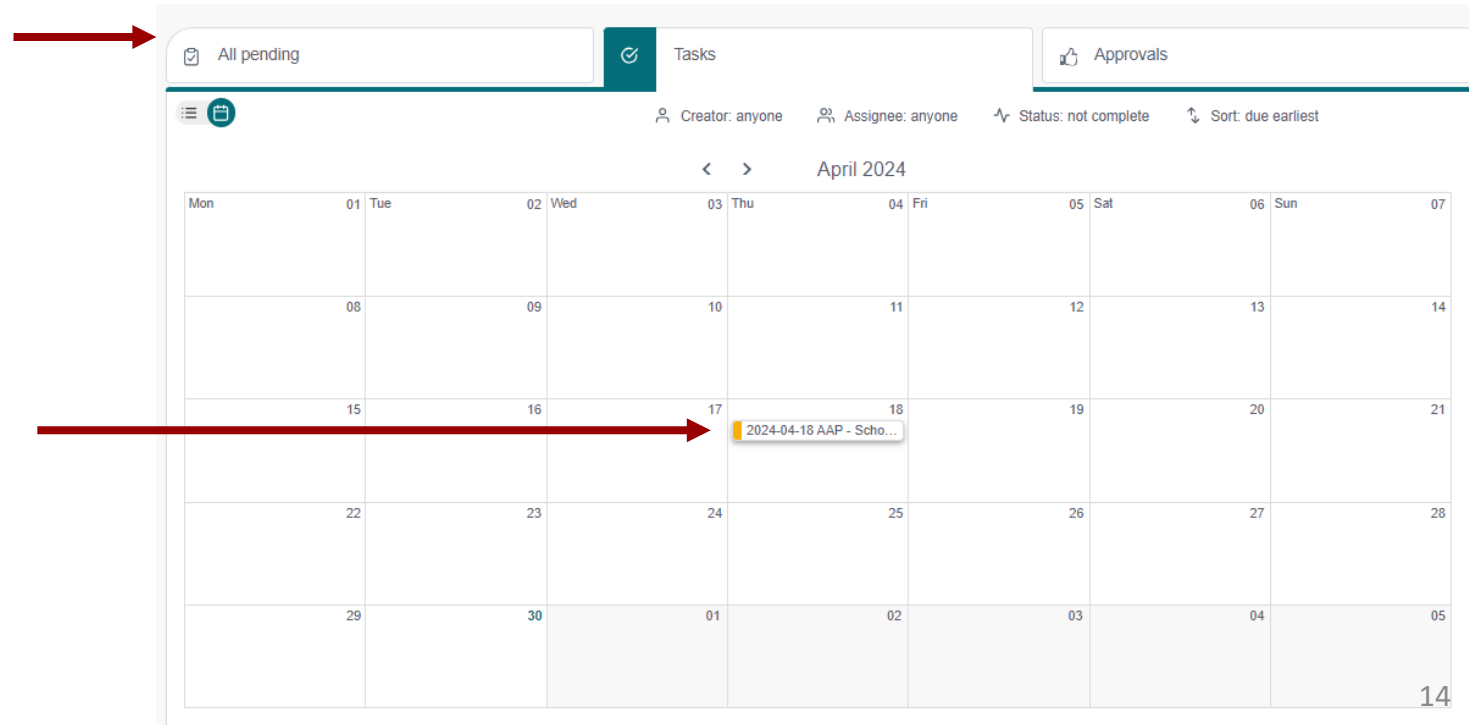 All pending
Tasks
Approvals
Creator: anyone Assignee: anyone Status: not complete Sort: due earliest
April 2024
Mon 01 Tue 02 Wed 03 Thu 04 Fri 05 Sat 06 Sun 07
08 09 10 11 12 13 14
15 16 17 18 19 20 21
2024-04-18 AAP - Scho...
22 23 24 25 26 27 28
29 30 01 02 03 04 05
14